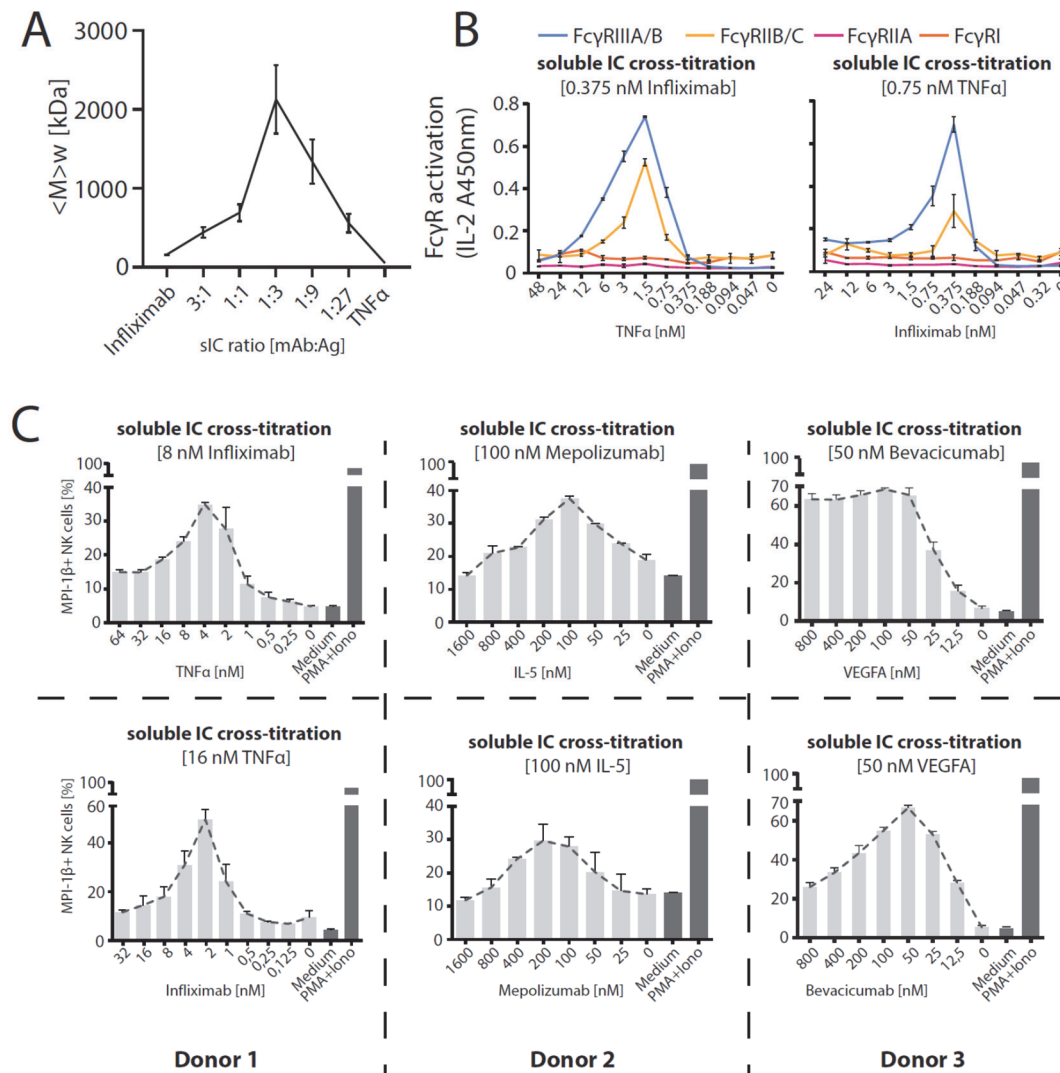 A
<M>w [kDa]
3000
2000
1000
0
Infliximab
3:1
1:1
1:3
1:9
1:27
TNFα
sIC ratio [mAb:Ag]
B
FcγRIIIA/B FcγRIIB/C FcγRIIA FcγRI
soluble IC cross-titration
[0.375 nM Infliximab]
FcγR activation
(IL-2 A450nm)
0.8
0.6
0.4
0.2
0
48
24
12
6
3
1.5
0.75
0.375
0.188
0.094
0.047
0
TNFα [nM]
soluble IC cross-titration
[0.75 nM TNFα]
24
12
6
3
1.5
0.75
0.375
0.188
0.094
0.047
0.32
Infliximab [nM]
C
soluble IC cross-titration
[8 nM Infliximab]
MPI-1β+ NK cells [%]
100
40
30
20
10
0
64
32
16
8
4
2
1
0,5
0,25
0
Medium
PMA+Iono
TNFα [nM]
soluble IC cross-titration
[100 nM Mepolizumab]
100
40
30
20
10
0
1600
800
400
200
100
50
25
0
Medium
PMA+Iono
IL-5 [nM]
soluble IC cross-titration
[50 nM Bevacicumab]
100
70
60
40
20
0
800
400
200
100
50
25
12,5
0
Medium
PMA+Iono
VEGFA [nM]
soluble IC cross-titration
[16 nM TNFα]
MPI-1β+ NK cells [%]
100
60
40
20
0
32
16
8
4
2
1
0,5
0,25
0,125
0
Medium
PMA+Iono
Infliximab [nM]
soluble IC cross-titration
[100 nM IL-5]
100
40
30
20
10
0
1600
800
400
200
100
50
25
0
Medium
PMA+Iono
Mepolizumab [nM]
soluble IC cross-titration
[50 nM VEGFA]
100
70
60
40
20
0
800
400
200
100
50
25
12,5
0
Medium
PMA+Iono
Bevacicumab [nM]
Donor 1
Donor 2
Donor 3